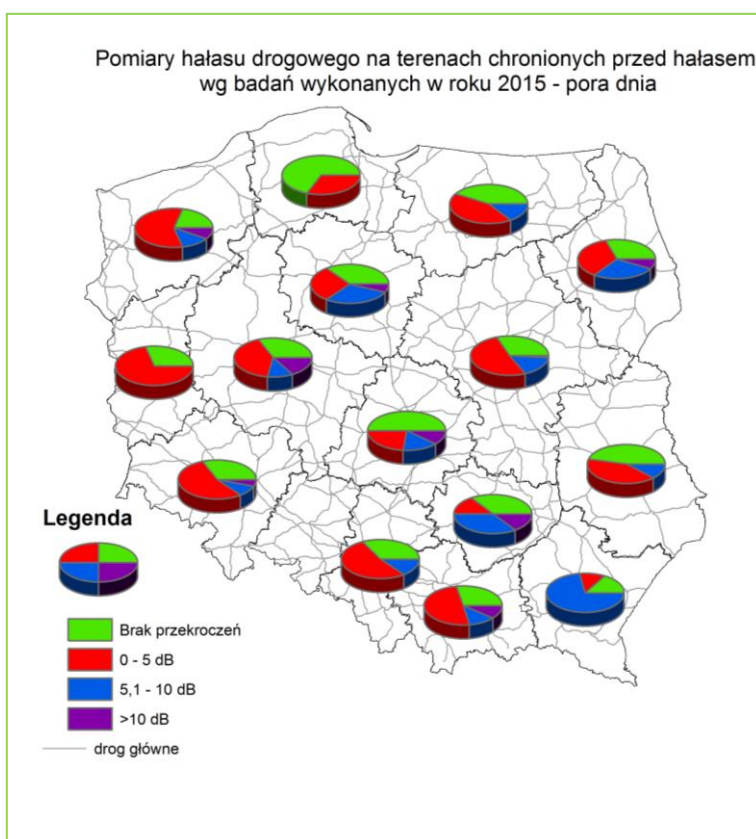 Pomiary hałasu drogowego na terenach chronionych przed hałasem
wg badań wykonanych w roku 2015 - pora dnia
Legenda
Brak przekroczeń
0 - 5 dB
5,1 - 10 dB
>10 dB
drog główne